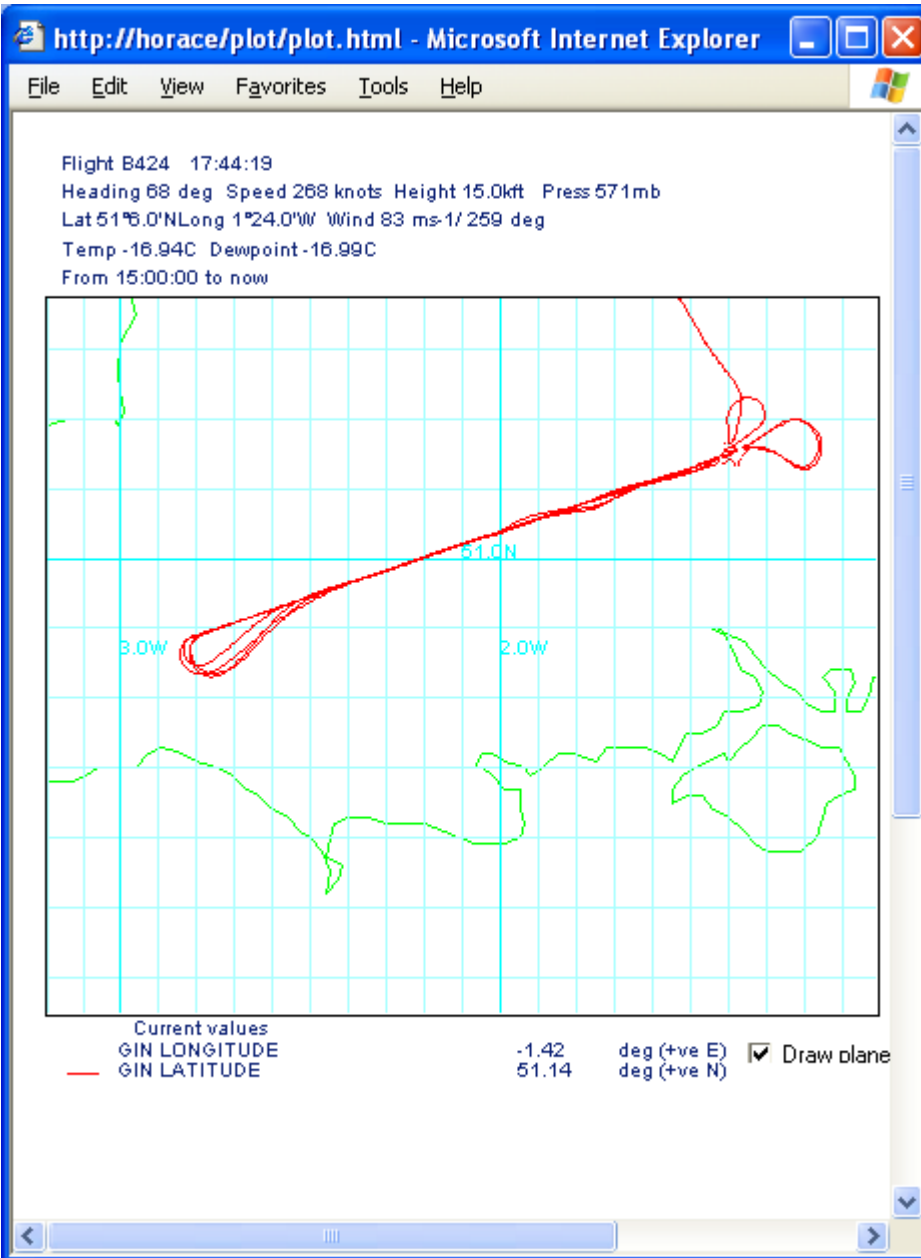 http://horace/plot/plot.html - Microsoft Internet Explorer
File Edit View Favorites Tools Help
Flight B424 17:44:19
Heading 68 deg Speed 268 knots Height 15.0kft Press 571mb
Lat 51°6.0'NLong 1°24.0'W Wind 83 ms-1/ 259 deg
Temp -16.94C Dewpoint -16.99C
From 15:00:00 to now
51.0N
3.0W 2.0W
Current values
GIN LONGITUDE -1.42 deg (+ve E)
GIN LATITUDE 51.14 deg (+ve N)
Draw plane